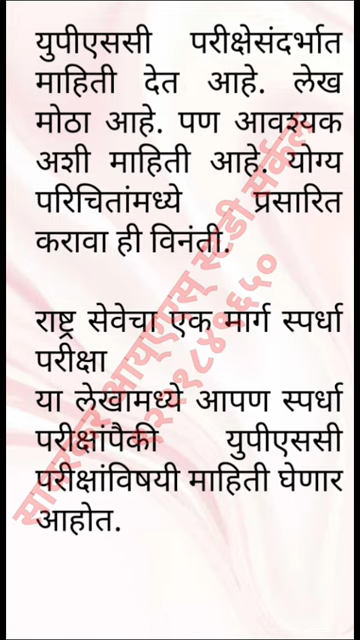 युपीएससी परीक्षेसंदर्भात
माहिती देत आहे. लेख
मोठा आहे. पण आवश्यक
अशी माहिती आहे. योग्य
परिचितांमध्ये प्रसारित
करावा ही विनंती.
राष्ट्र सेवेचा एक मार्ग स्पर्धा
परीक्षा
या लेखामध्ये आपण स्पर्धा
परीक्षांपैकी युपीएससी
परीक्षांविषयी माहिती घेणार
आहोत.